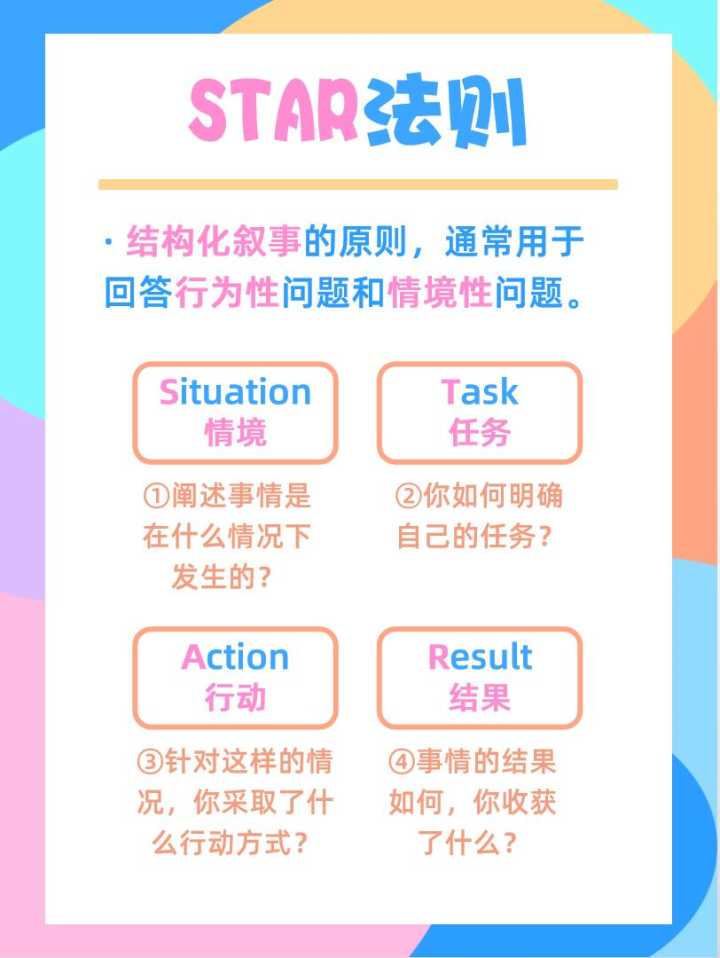 STAR法则
· 结构化叙事的原则，通常用于
回答行为性问题和情境性问题。
Situation
情境
①阐述事情是
在什么情况下
发生的？
Task
任务
②你如何明确
自己的任务？
Action
行动
③针对这样的情
况，你采取了什
么行动方式？
Result
结果
④事情的结果
如何，你收获
了什么？